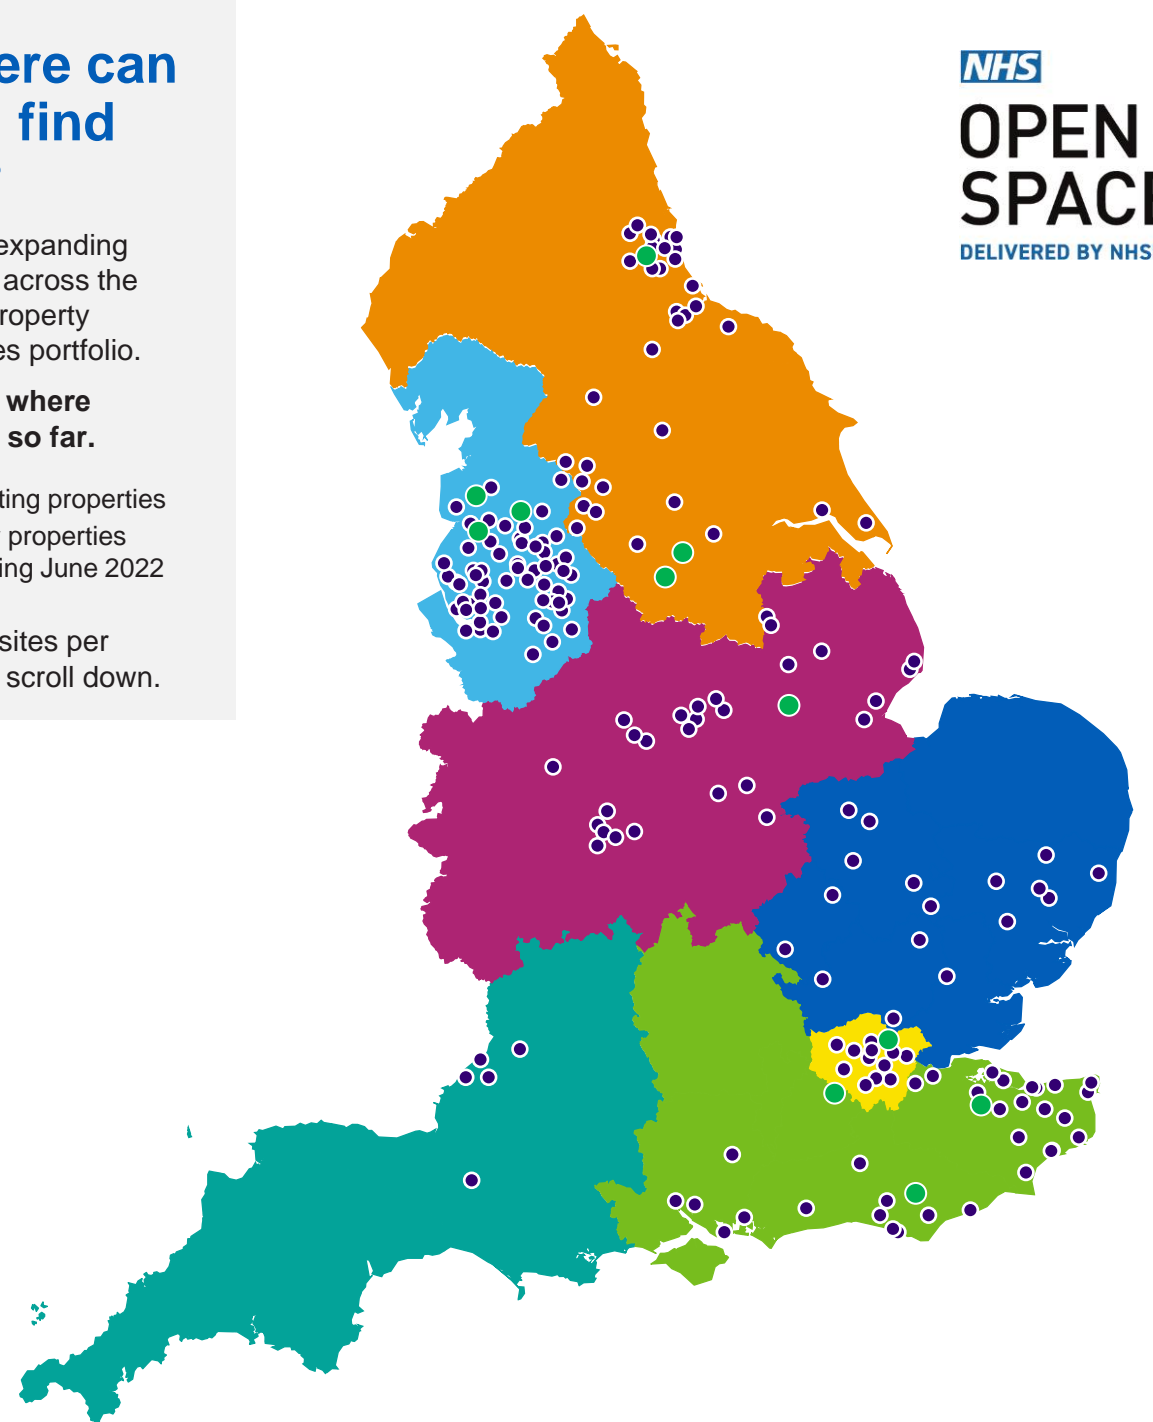 ere can
find
expanding
across the
roperty
es portfolio.
where
so far.
ting properties
properties
ing June 2022
sites per
scroll down.
NHS
OPEN
SPACE
DELIVERED BY NHS